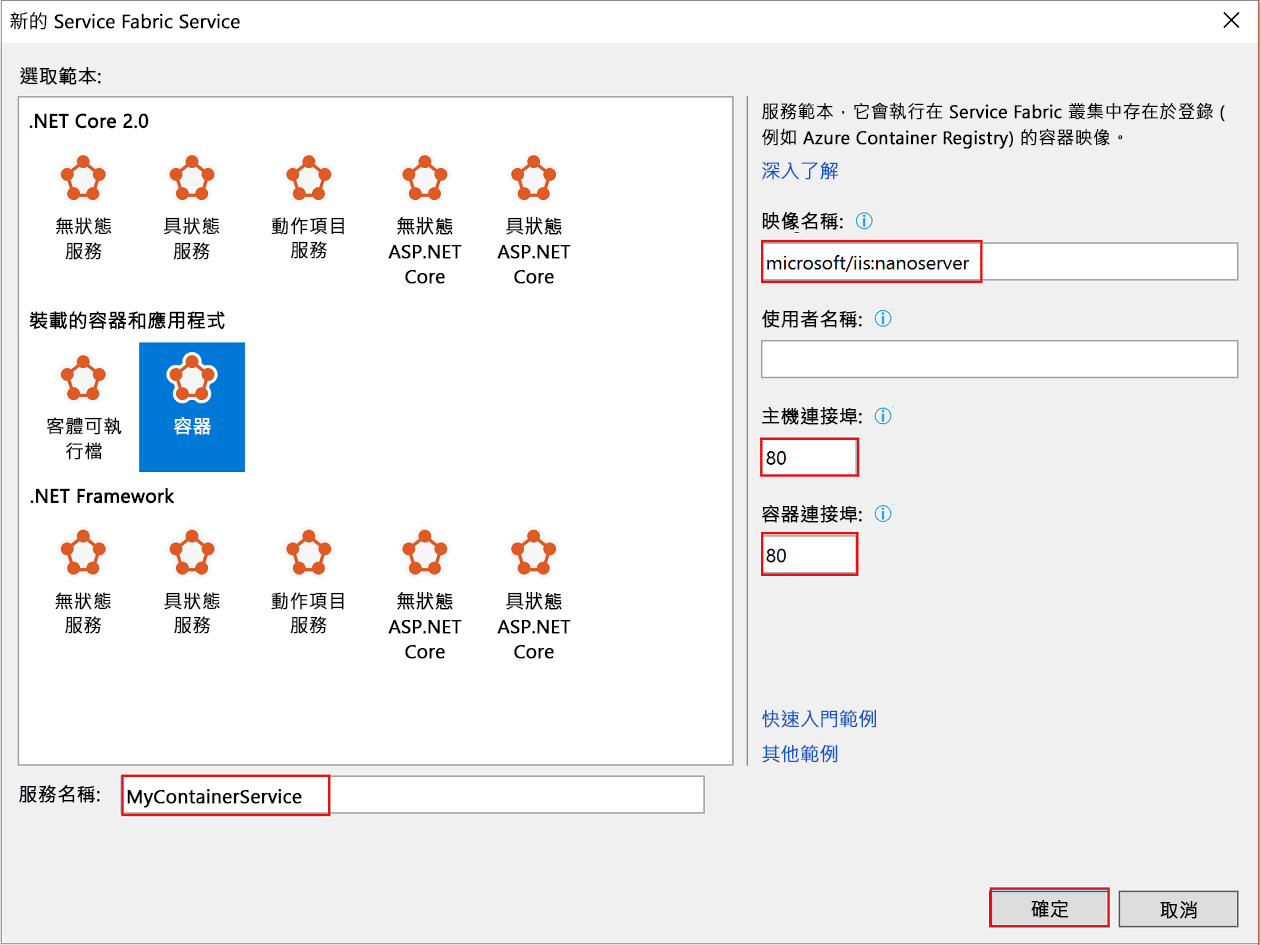 新的 Service Fabric Service
選取範本:
.NET Core 2.0
無狀態
服務
具狀態
服務
動作項目
服務
無狀態
ASP.NET
Core
具狀態
ASP.NET
Core
裝載的容器和應用程式
客體可執
行檔
容器
.NET Framework
無狀態
服務
具狀態
服務
動作項目
服務
無狀態
ASP.NET
Core
具狀態
ASP.NET
Core
服務名稱:
MyContainerService
服務範本，它會執行在 Service Fabric 叢集中存在於登錄 (
例如 Azure Container Registry) 的容器映像。
深入了解
映像名稱:
microsoft/iis:nanoserver
使用者名稱:
主機連接埠:
80
容器連接埠:
80
快速入門範例
其他範例
確定
取消